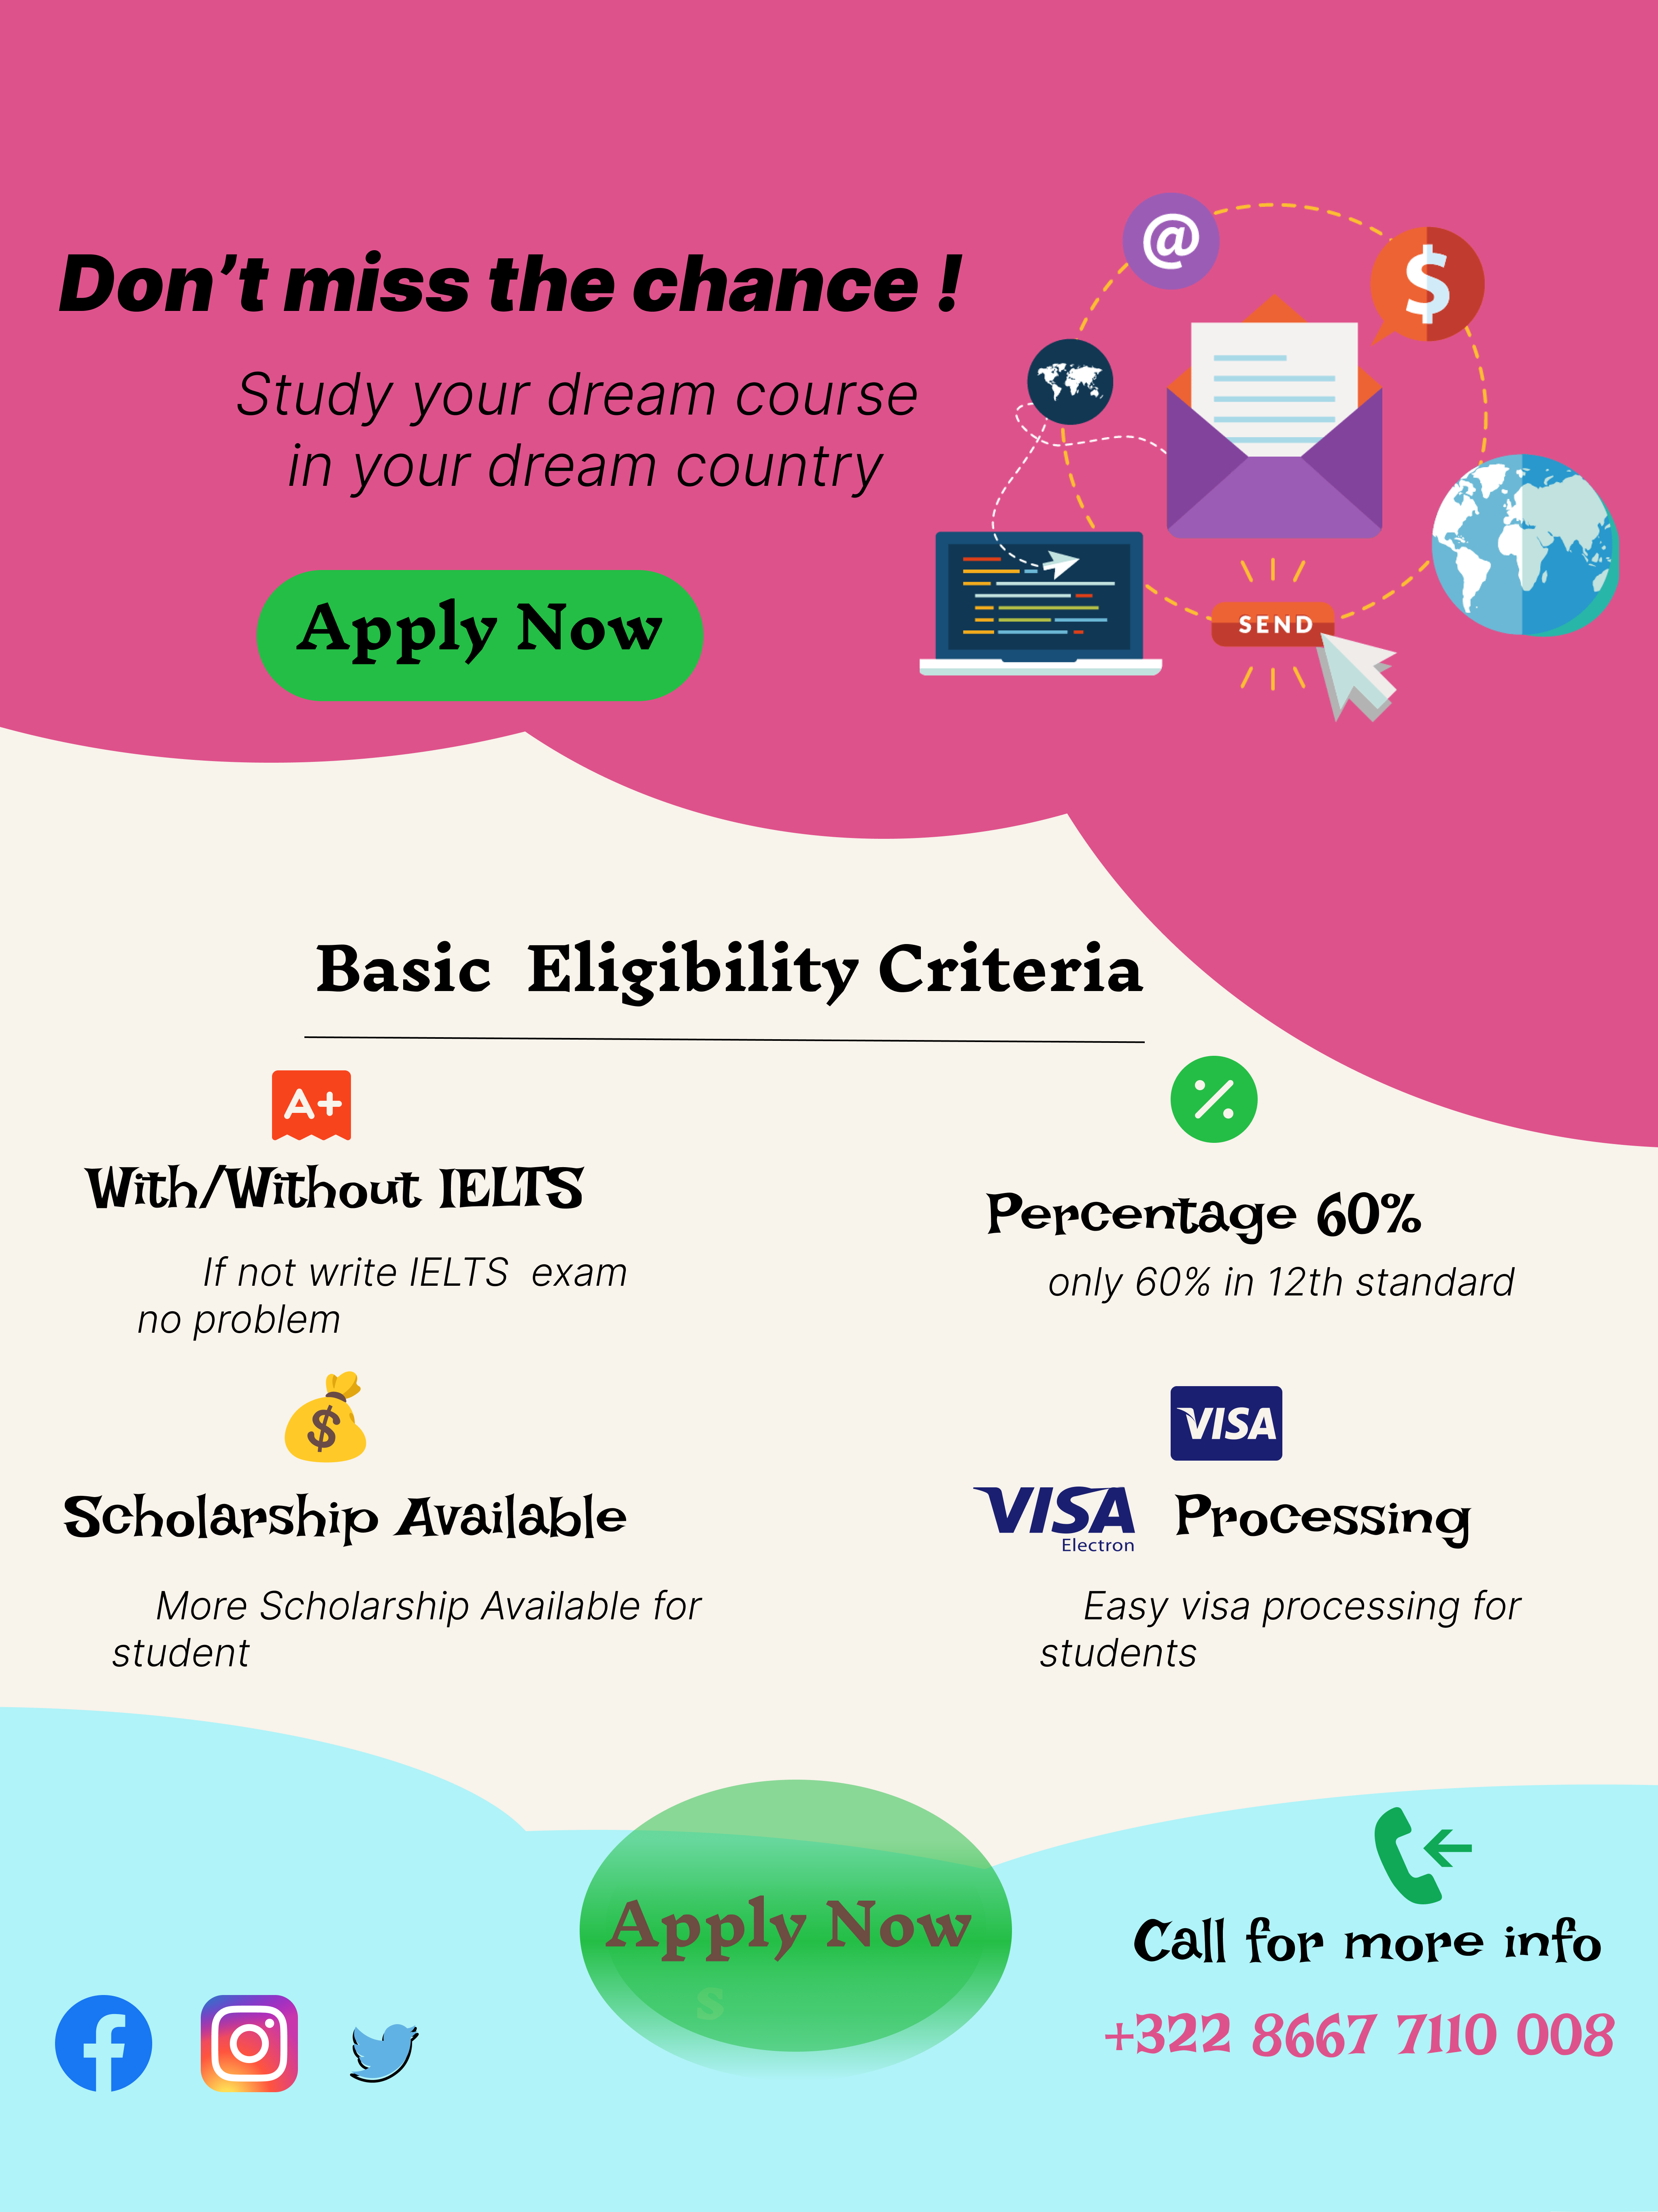 @
$
Don't miss the chance !
Study your dream course
in your dream country
Apply Now
SEND
Basic  Eligibility Criteria
A+
%
With/Without IELTS
Percentage 60%
If not write IELTS  exam
no problem
only 60% in 12th standard
$
VISA
Scholarship Available
VISA Processing
Electron
More Scholarship Available for
student
Easy visa processing for
students
Apply Now
s
Call for more info
+322 8667 7110 008